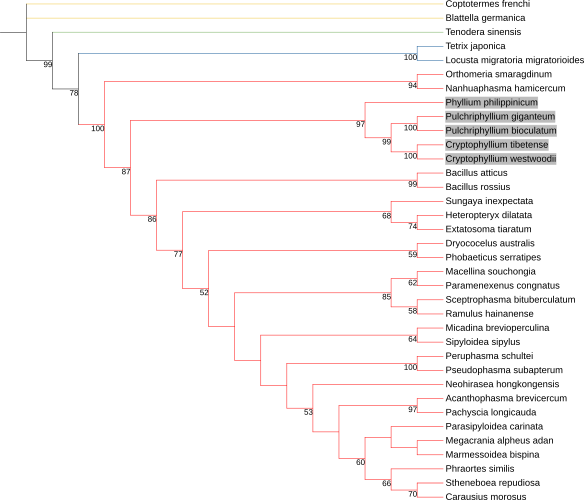 Coptotermes frenchi
Blattella germanica
Tenodera sinensis
99
Tetrix japonica
100
Locusta migratoria migratorioides
78
Orthomeria smaragdinum
94
Nanhuaphasma hamicercum
100
Phyllium philippinicum
97
Pulchriphyllium giganteum
100
Pulchriphyllium bioculatum
99
Cryptophyllium tibetense
100
Cryptophyllium westwoodii
87
Bacillus atticus
99
Bacillus rossius
86
Sungaya inexpectata
68
Heteropteryx dilatata
74
Extatosoma tiaratum
77
Dryococelus australis
59
Phobaeticus serratipes
52
Macellina souchongia
62
Paramenexenus congnatus
85
Sceptrophasma bituberculatum
58
Ramulus hainanense
Micadina brevioperculina
64
Sipyloidea sipylus
Peruphasma schultei
100
Pseudophasma subapterum
Neohirasea hongkongensis
53
Acanthophasma brevicercum
97
Pachyscia longicauda
Parasipyloidea carinata
Megacrania alpheus adan
Marmessoidea bispina
60
Phraortes similis
66
Stheneboea repudiosa
70
Carausius morosus